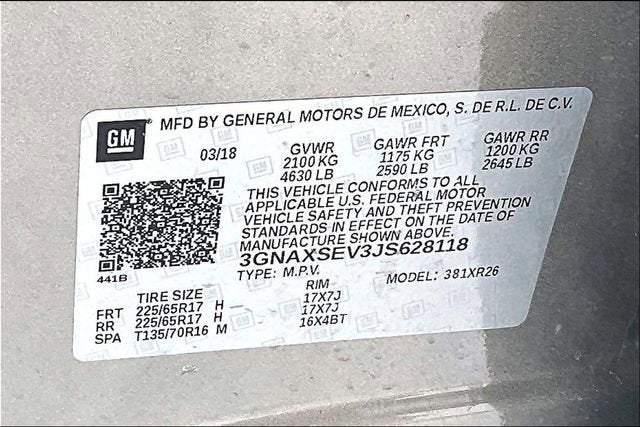 GM MFD BY GENERAL MOTORS DE MEXICO, S. DE R.L. DE C.V.
03/18 GVWR GAWR FRT GAWR RR
2100 KG 1175 KG 1200 KG
4630 LB 2590 LB 2645 LB
THIS VEHICLE CONFORMS TO ALL
APPLICABLE U.S. FEDERAL MOTOR
VEHICLE SAFETY AND THEFT PREVENTION
STANDARDS IN EFFECT ON THE DATE OF
MANUFACTURE SHOWN ABOVE.
441B
3GNAXSEV3JS628118
TYPE: M.P.V. MODEL: 381XR26
TIRE SIZE RIM
FRT 225/65R17 H 17X7J
RR 225/65R17 H 17X7J
SPA T135/70R16 M 16X4BT